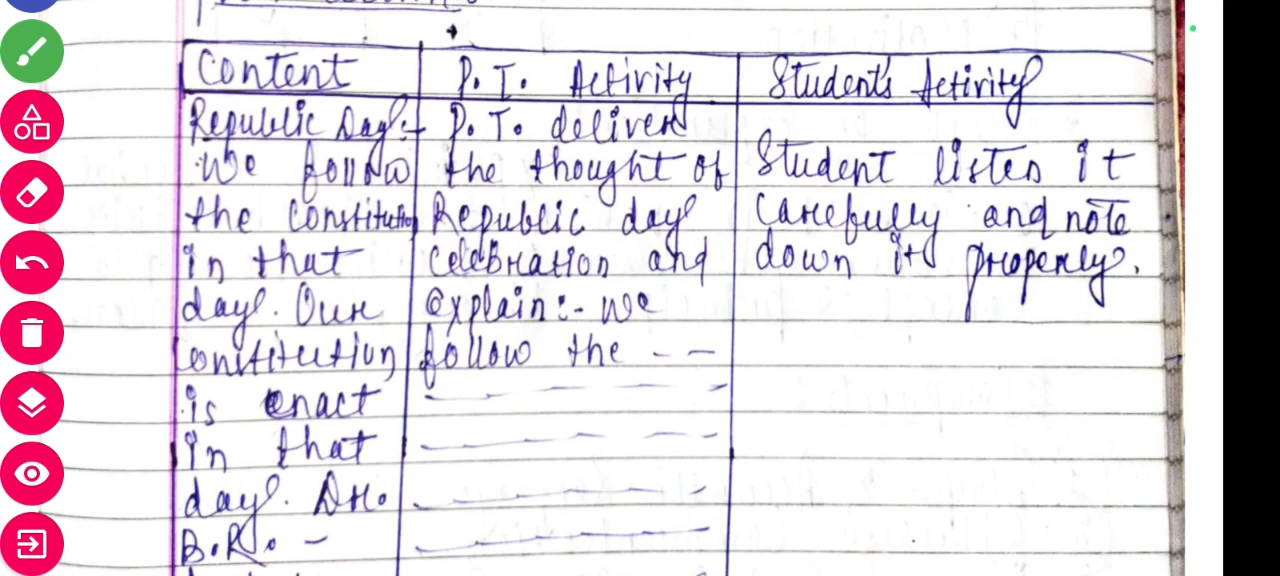 Content P.T. Activity Student's Activity
Republic Day:- P.T. deliver
We follow the thought of Student listen it
the constitution Republic day carefully and note
in that celebration and down it properly.
day. Our explain:- we
constitution follow the - -
is enact
in that
day. Dr.
B.R. -